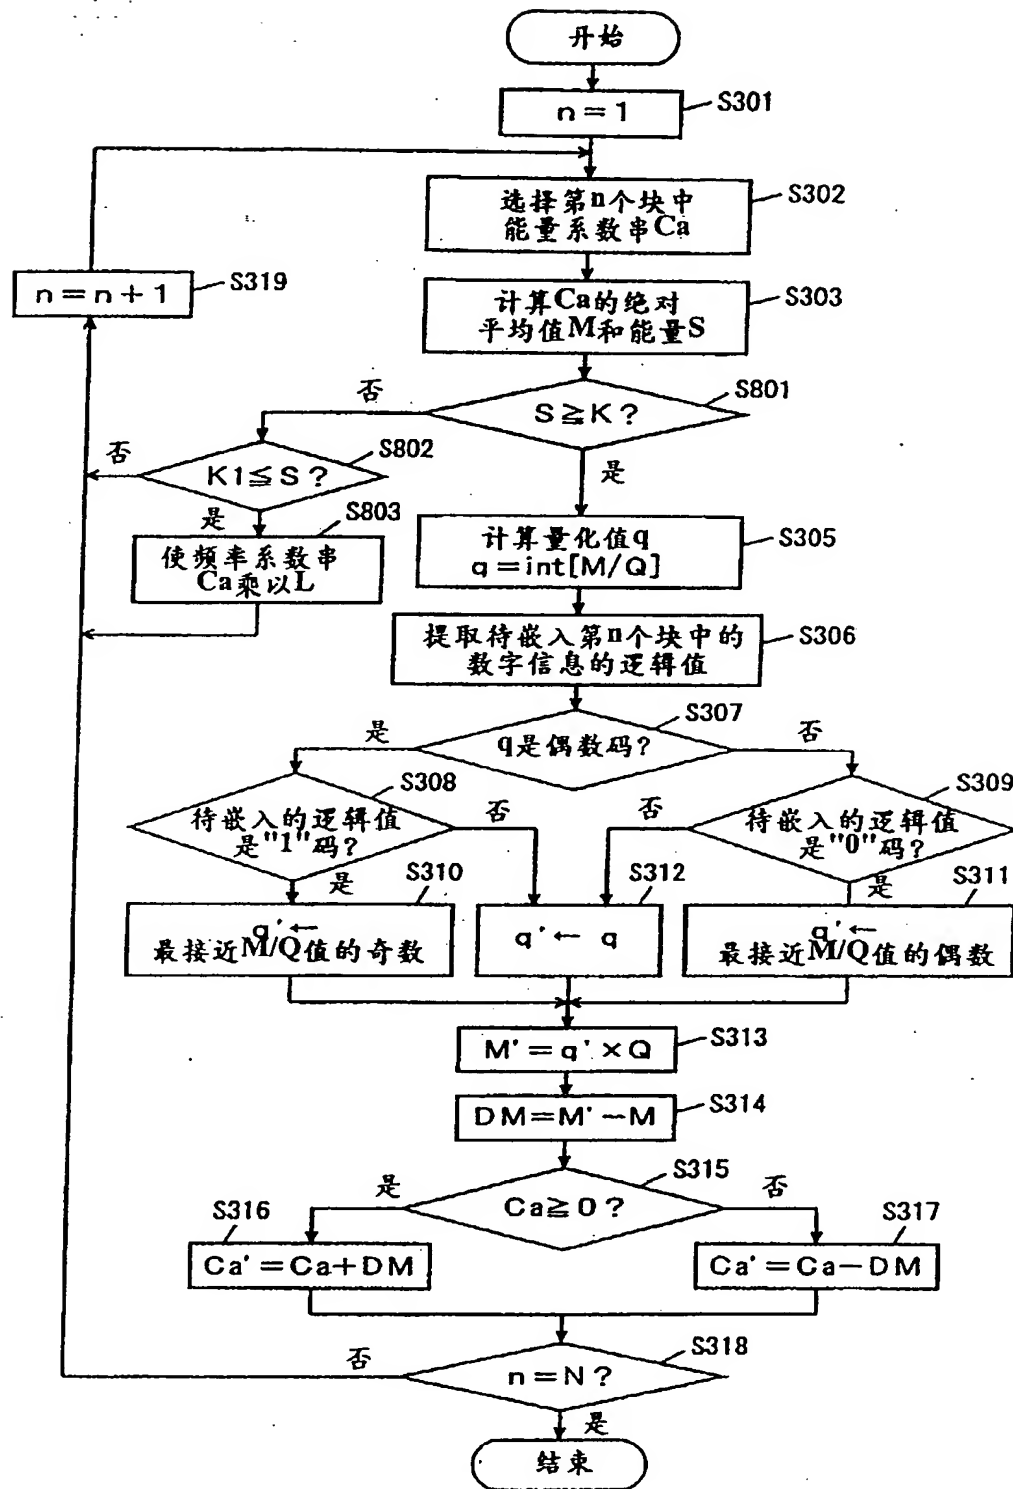 开始
n=1
S301
选择第n个块中
能量系数串Ca
S302
n=n+1
S319
计算Ca的绝对
平均值M和能量S
S303
否
S≧K?
S801
否
K1≦S?
S802
是
是
S803
使频率系数串
Ca乘以L
计算量化值q
q=int[M/Q]
S305
提取待嵌入第n个块中的
数字信息的逻辑值
S306
是
q是偶数码?
S307
否
S308
待嵌入的逻辑值
是"1"码?
否
否
S309
待嵌入的逻辑值
是"0"码?
是
S310
S312
是
S311
q'←
最接近M/Q值的奇数
q'← q
q'←
最接近M/Q值的偶数
M'=q'×Q
S313
DM=M'-M
S314
是
Ca≧0?
S315
否
S316
Ca'=Ca+DM
S317
Ca'=Ca-DM
否
n=N?
S318
是
结束